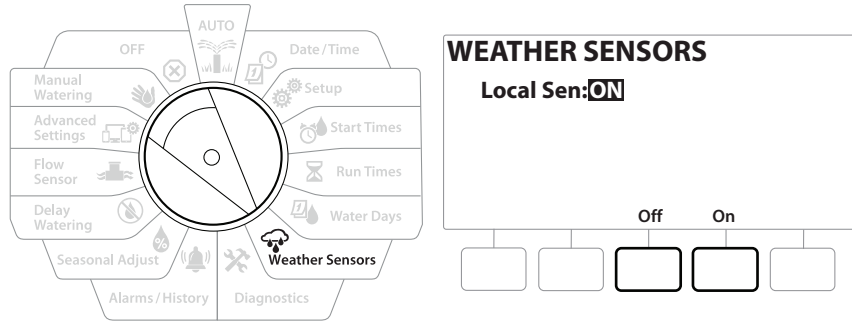 AUTO
OFF
Date/Time
Manual
Watering
Setup
Advanced
Settings
Start Times
Flow
Sensor
Run Times
Delay
Watering
Water Days
Seasonal Adjust
%
Weather Sensors
Alarms/History
Diagnostics
WEATHER SENSORS
Local Sen:ON
Off On